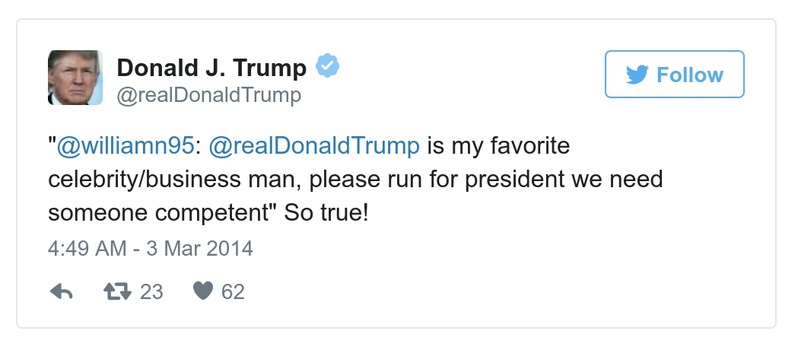 Donald J. Trump
@realDonaldTrump
Follow
"@williamn95: @realDonaldTrump is my favorite
celebrity/business man, please run for president we need
someone competent" So true!
4:49 AM - 3 Mar 2014
23 62